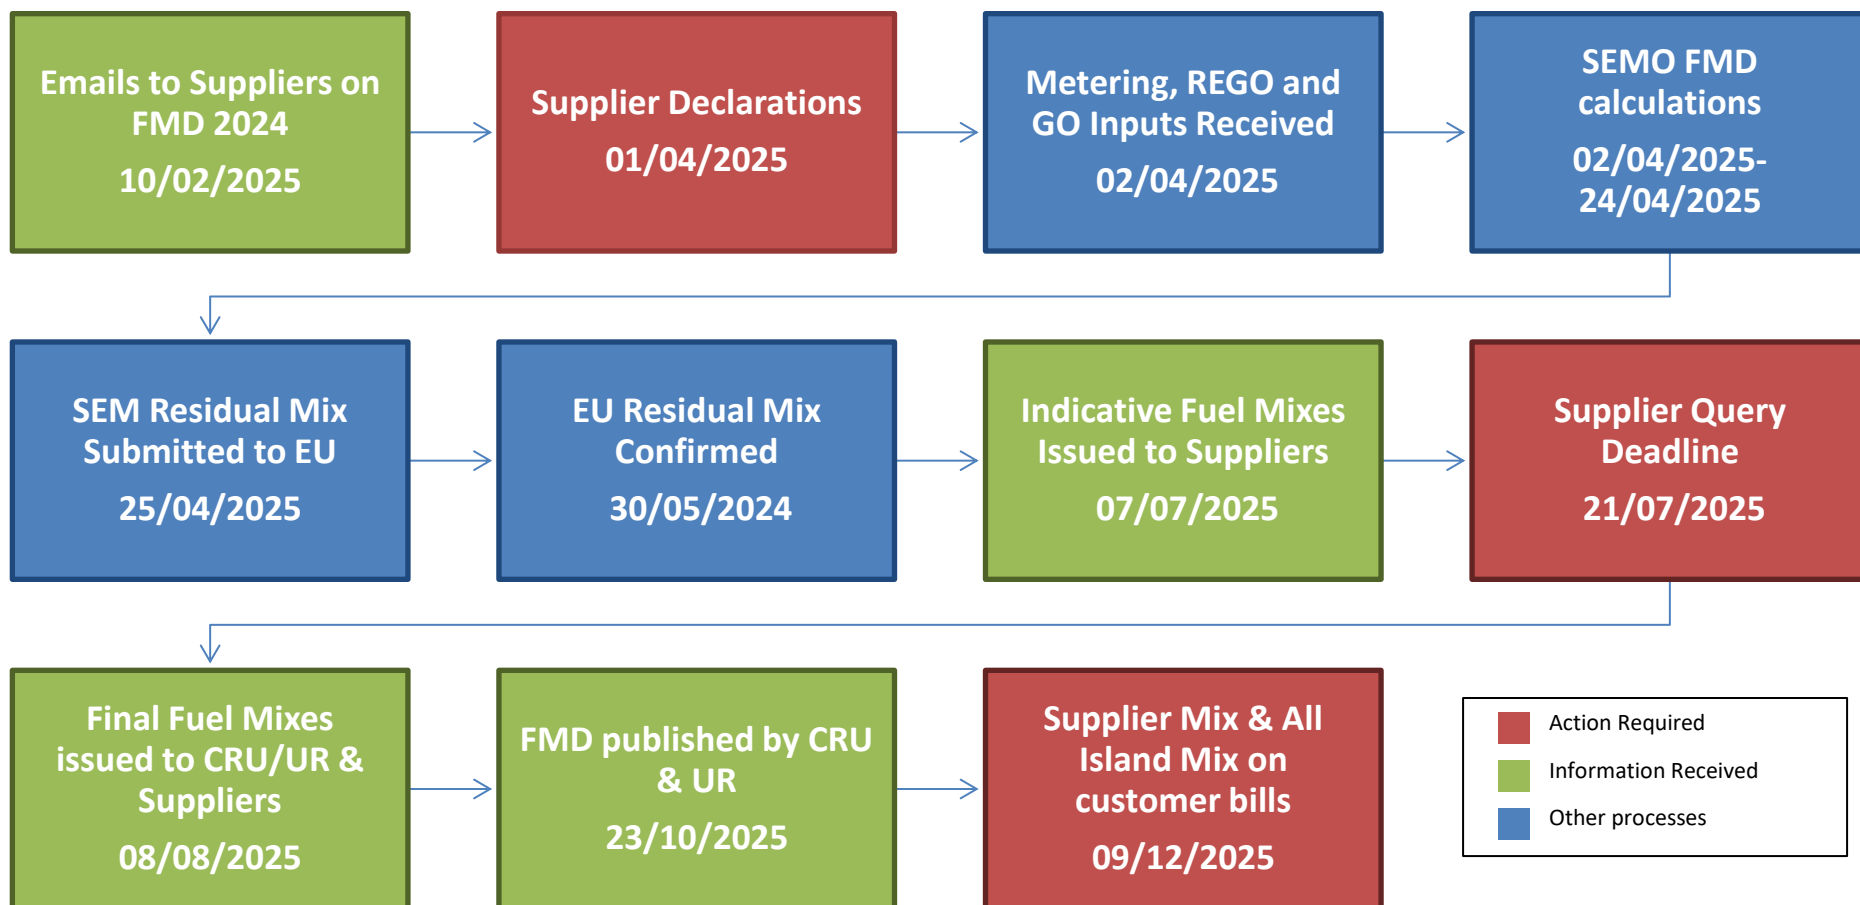 Emails to Suppliers on
FMD 2024
10/02/2025
Supplier Declarations
01/04/2025
Metering, REGO and
GO Inputs Received
02/04/2025
SEMO FMD
calculations
02/04/2025-
24/04/2025
SEM Residual Mix
Submitted to EU
25/04/2025
EU Residual Mix
Confirmed
30/05/2024
Indicative Fuel Mixes
Issued to Suppliers
07/07/2025
Supplier Query
Deadline
21/07/2025
Final Fuel Mixes
issued to CRU/UR &
Suppliers
08/08/2025
FMD published by CRU
& UR
23/10/2025
Supplier Mix & All
Island Mix on
customer bills
09/12/2025
Action Required
Information Received
Other processes